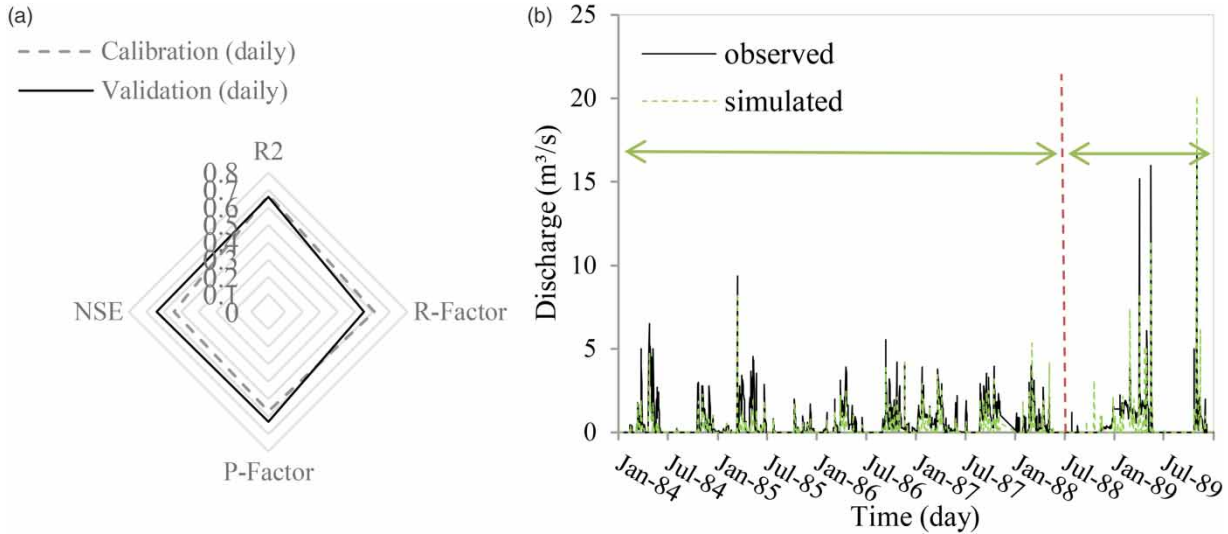 (a)
Calibration (daily)
Validation (daily)
R2
0.8
0.7
0.6
0.5
0.4
0.3
0.2
0.1
0
NSE
R-Factor
P-Factor
(b)
25
20
15
10
5
0
Discharge (m³/s)
observed
simulated
Jan-84
Jul-84
Jan-85
Jul-85
Jan-86
Jul-86
Jan-87
Jul-87
Jan-88
Jul-88
Jan-89
Jul-89
Time (day)